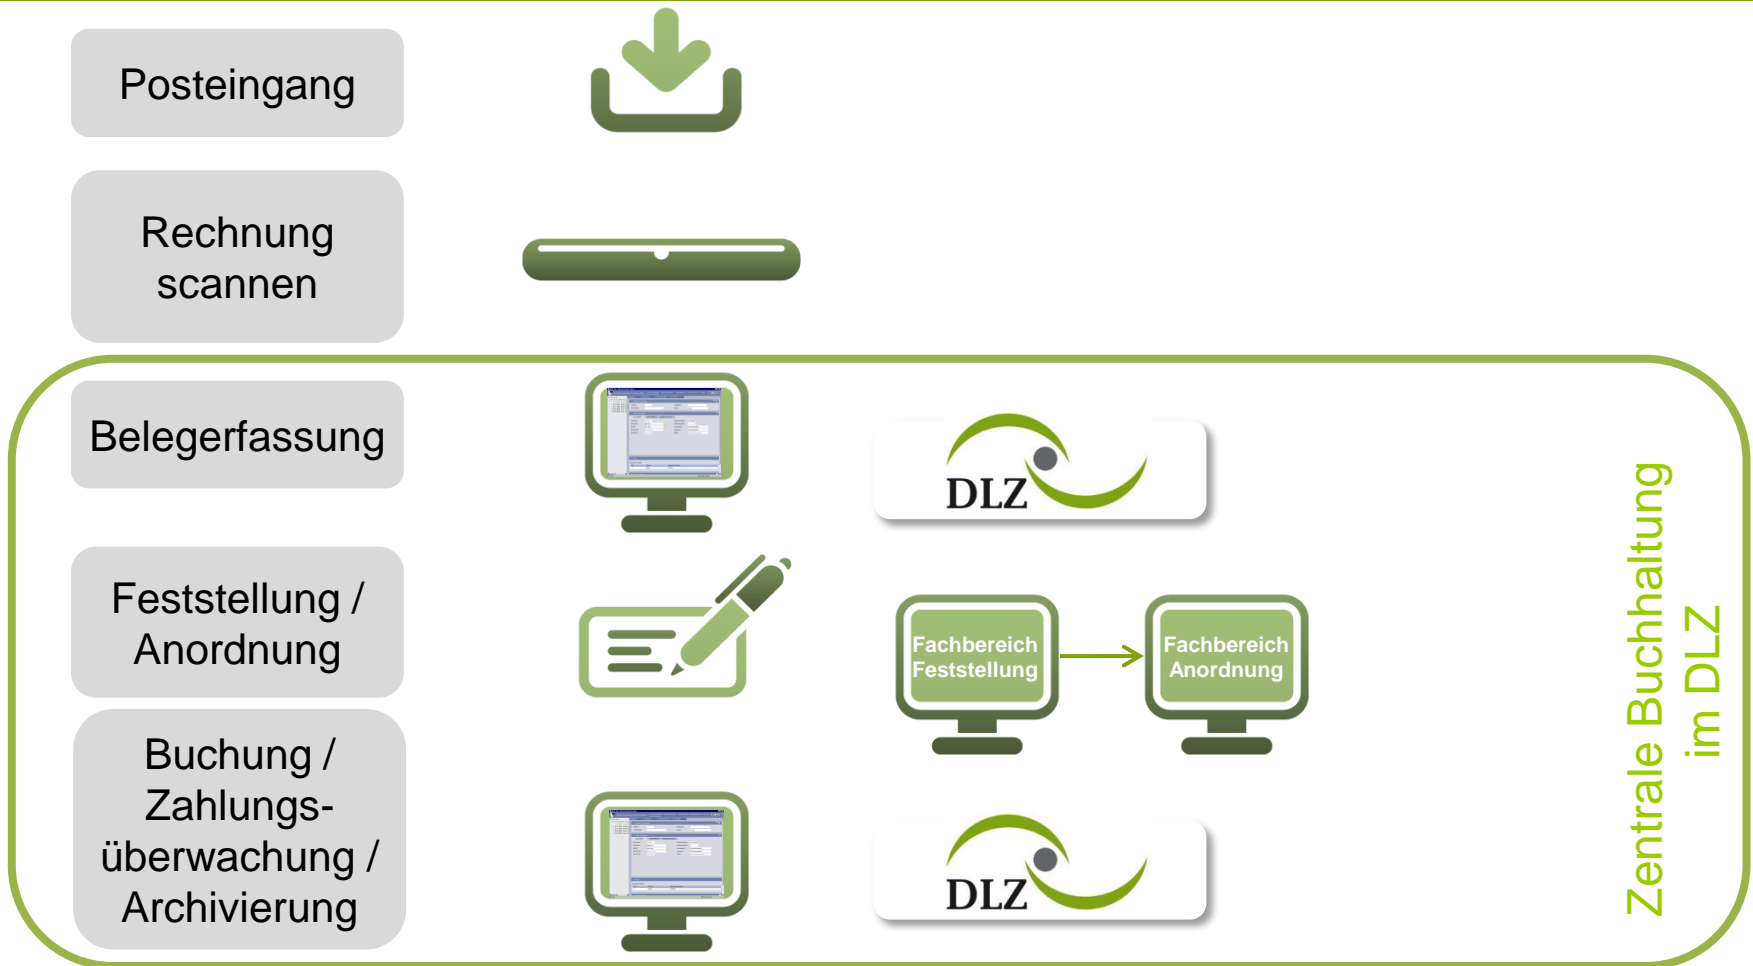 Posteingang
Rechnung
scannen
Belegerfassung
DLZ
Feststellung /
Anordnung
Fachbereich
Feststellung
Fachbereich
Anordnung
Buchung /
Zahlungs-
überwachung /
Archivierung
DLZ
Zentrale Buchhaltung
im DLZ